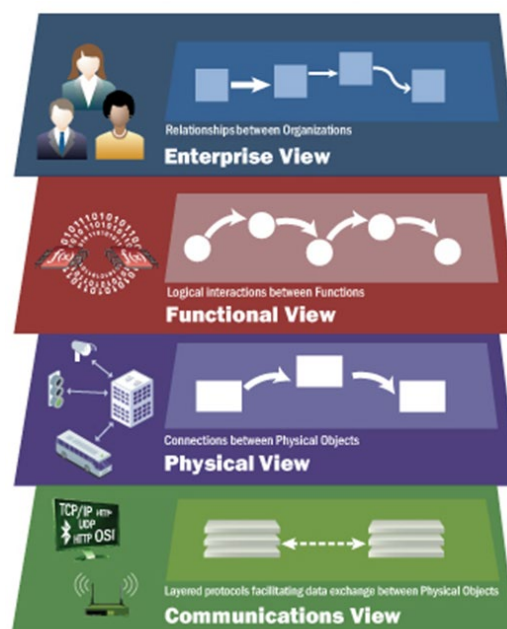 Relationships between Organizations
Enterprise View
f(x) f(x)
Logical interactions between Functions
Functional View
Connections between Physical Objects
Physical View
TCP/IP HTTP
UDP
HTTP OSI
Layered protocols facilitating data exchange between Physical Objects
Communications View